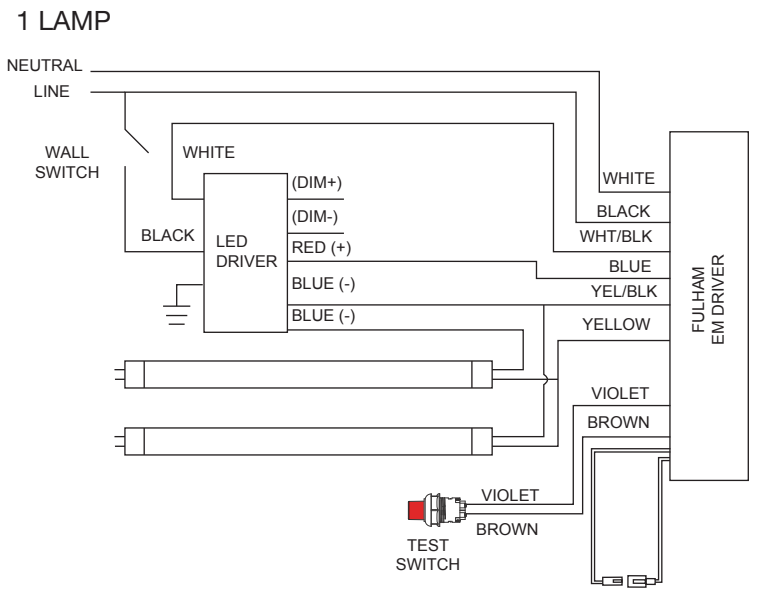 1 LAMP
NEUTRAL
LINE
WALL
SWITCH
WHITE
BLACK
LED
DRIVER
(DIM+)
(DIM-)
RED (+)
BLUE (-)
BLUE (-)
WHITE
BLACK
WHT/BLK
BLUE
YEL/BLK
YELLOW
VIOLET
BROWN
FULHAM
EM DRIVER
VIOLET
BROWN
TEST
SWITCH